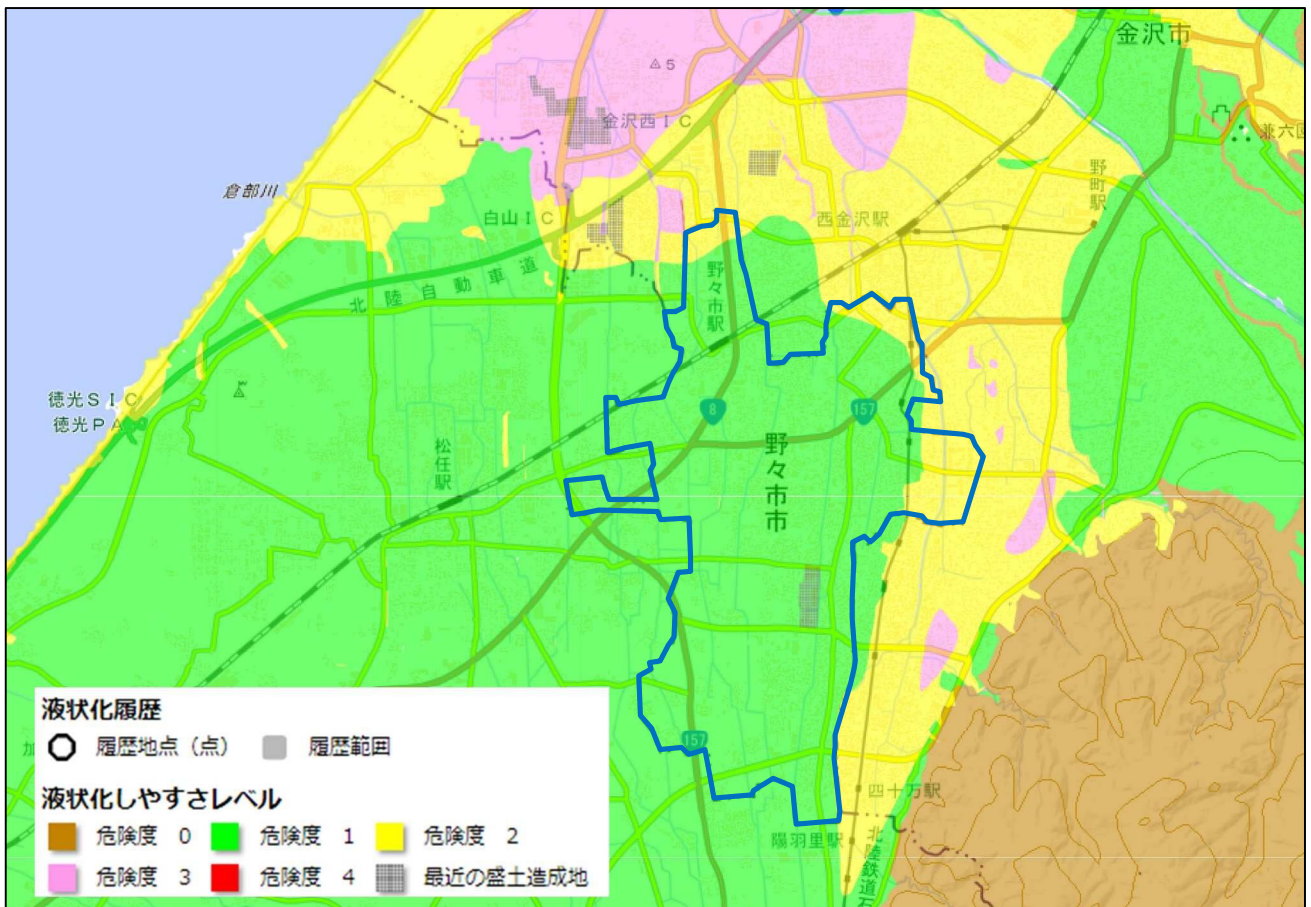 金沢市
5
金沢西IC
兼六
倉部川
野町駅
白山IC
西金沢駅
北陸自動車道
野々市駅
徳光SIC
徳光PA
8
157
松任駅
野々市市
157
四十万駅
陽羽里駅
北陸鉄道石
加
液状化履歴
履歴地点(点) 履歴範囲
液状化しやすさレベル
危険度 0 危険度 1 危険度 2
危険度 3 危険度 4 最近の盛土造成地